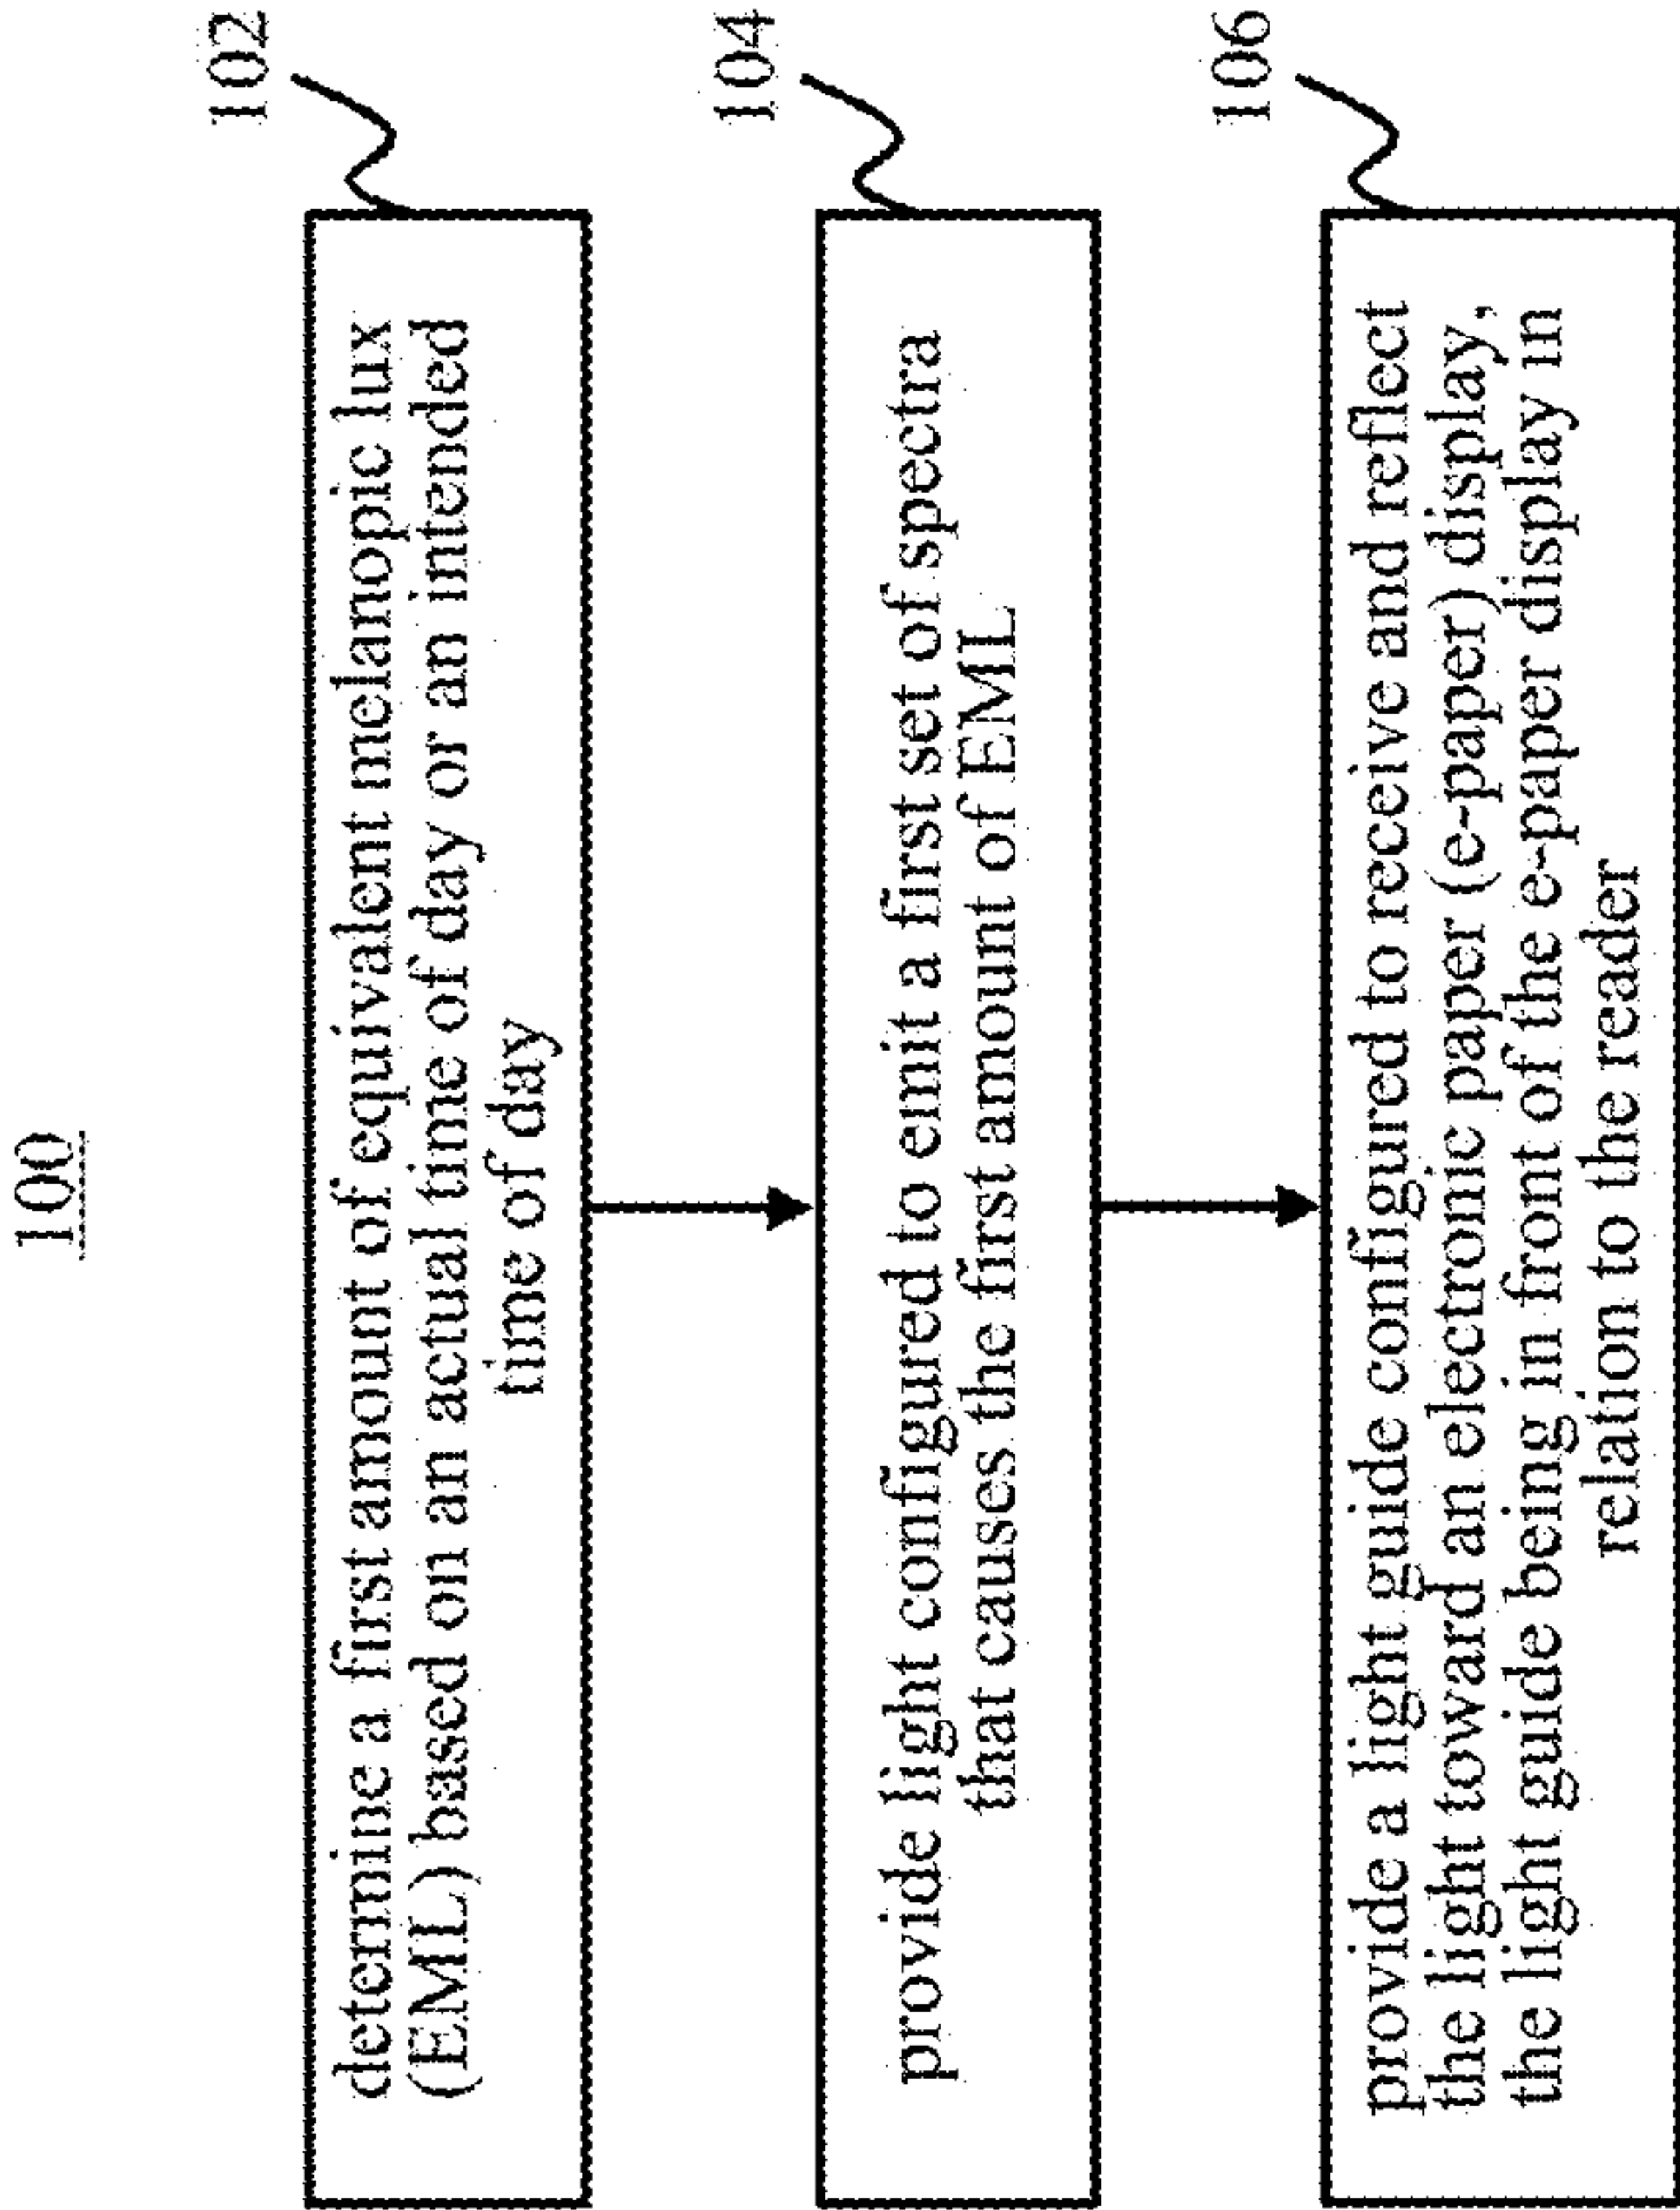 100
102
determine a first amount of equivalent melanopic lux
(EML) based on an actual time of day or an intended
time of day
104
provide light configured to emit a first set of spectra
that causes the first amount of EML
106
provide a light guide configured to receive and reflect
the light toward an electronic paper (e-paper) display,
the light guide being in front of the e-paper display in
relation to the reader